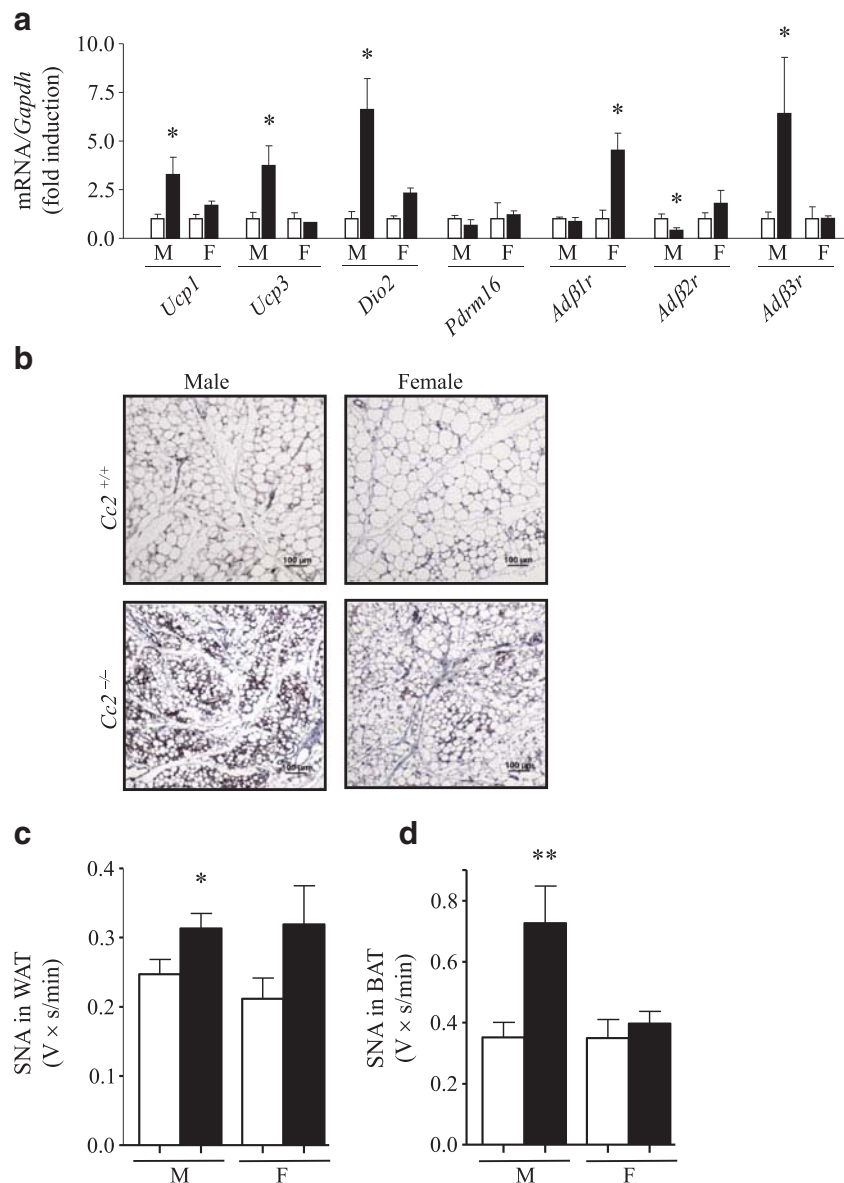 a
mRNA/Gapdh
(fold induction)
10.0
7.5
5.0
2.5
0.0
* * * * * *
M F M F M F M F M F M F M F
Ucp1 Ucp3 Dio2 Pdrm16 Adβ1r Adβ2r Adβ3r
b
Male Female
Cc2 +/+
100 µm 100 µm
Cc2 –/–
100 µm 100 µm
c
SNA in WAT
(V × s/min)
0.4
0.3
0.2
0.1
0.0
*
M F
d
SNA in BAT
(V × s/min)
0.8
0.6
0.4
0.4
0.0
**
M F